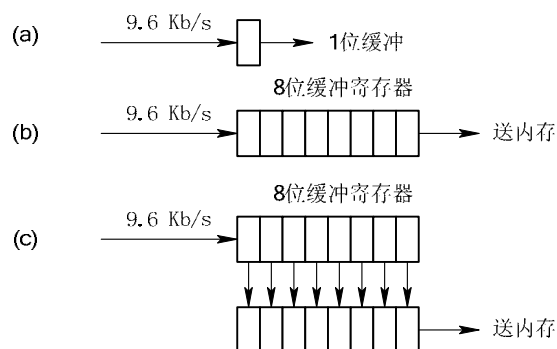 (a) 9.6 Kb/s 1位缓冲
8位缓冲寄存器
(b) 9.6 Kb/s 送内存
8位缓冲寄存器
(c) 9.6 Kb/s
送内存